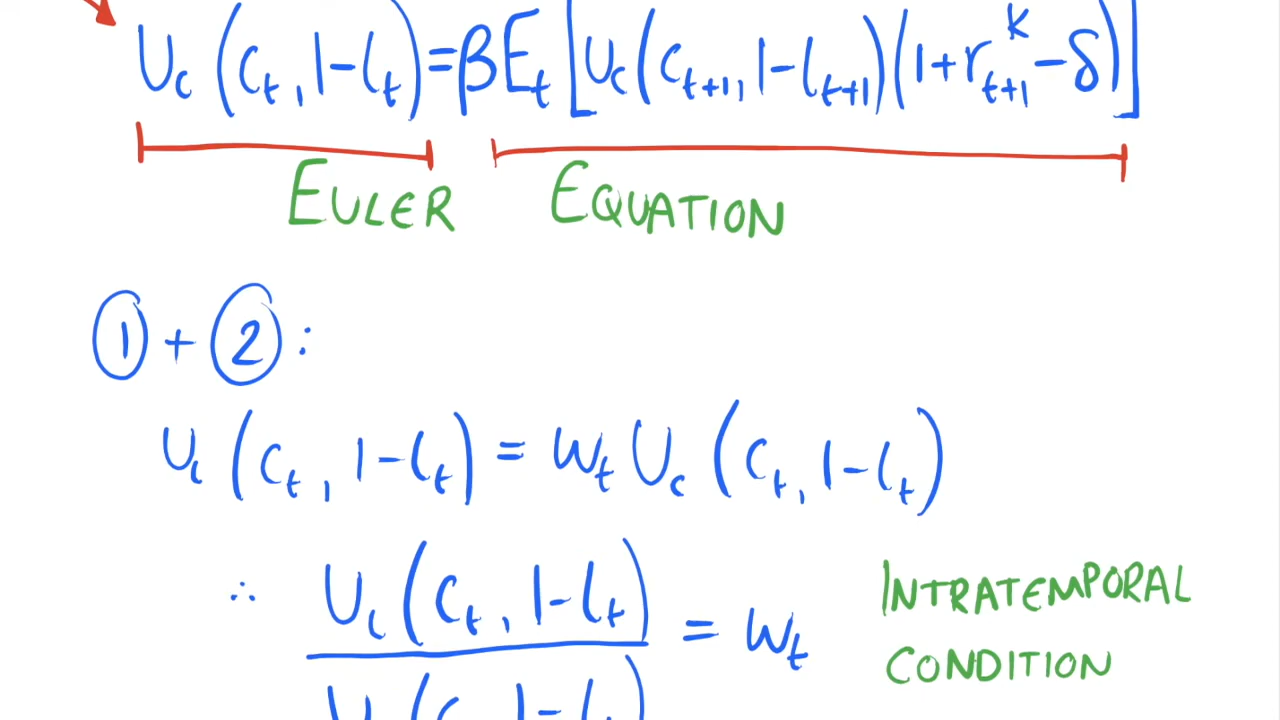 U_c (c_t, 1-l_t) = βE_t [U_c (c_{t+1}, 1-l_{t+1}) (1+r^k_{t+1} - δ)]
EULER EQUATION
① + ② :
U_l (c_t, 1-l_t) = w_t U_c (c_t, 1-l_t)
∴ U_l (c_t, 1-l_t) = w_t
INTRATEMPORAL
CONDITION